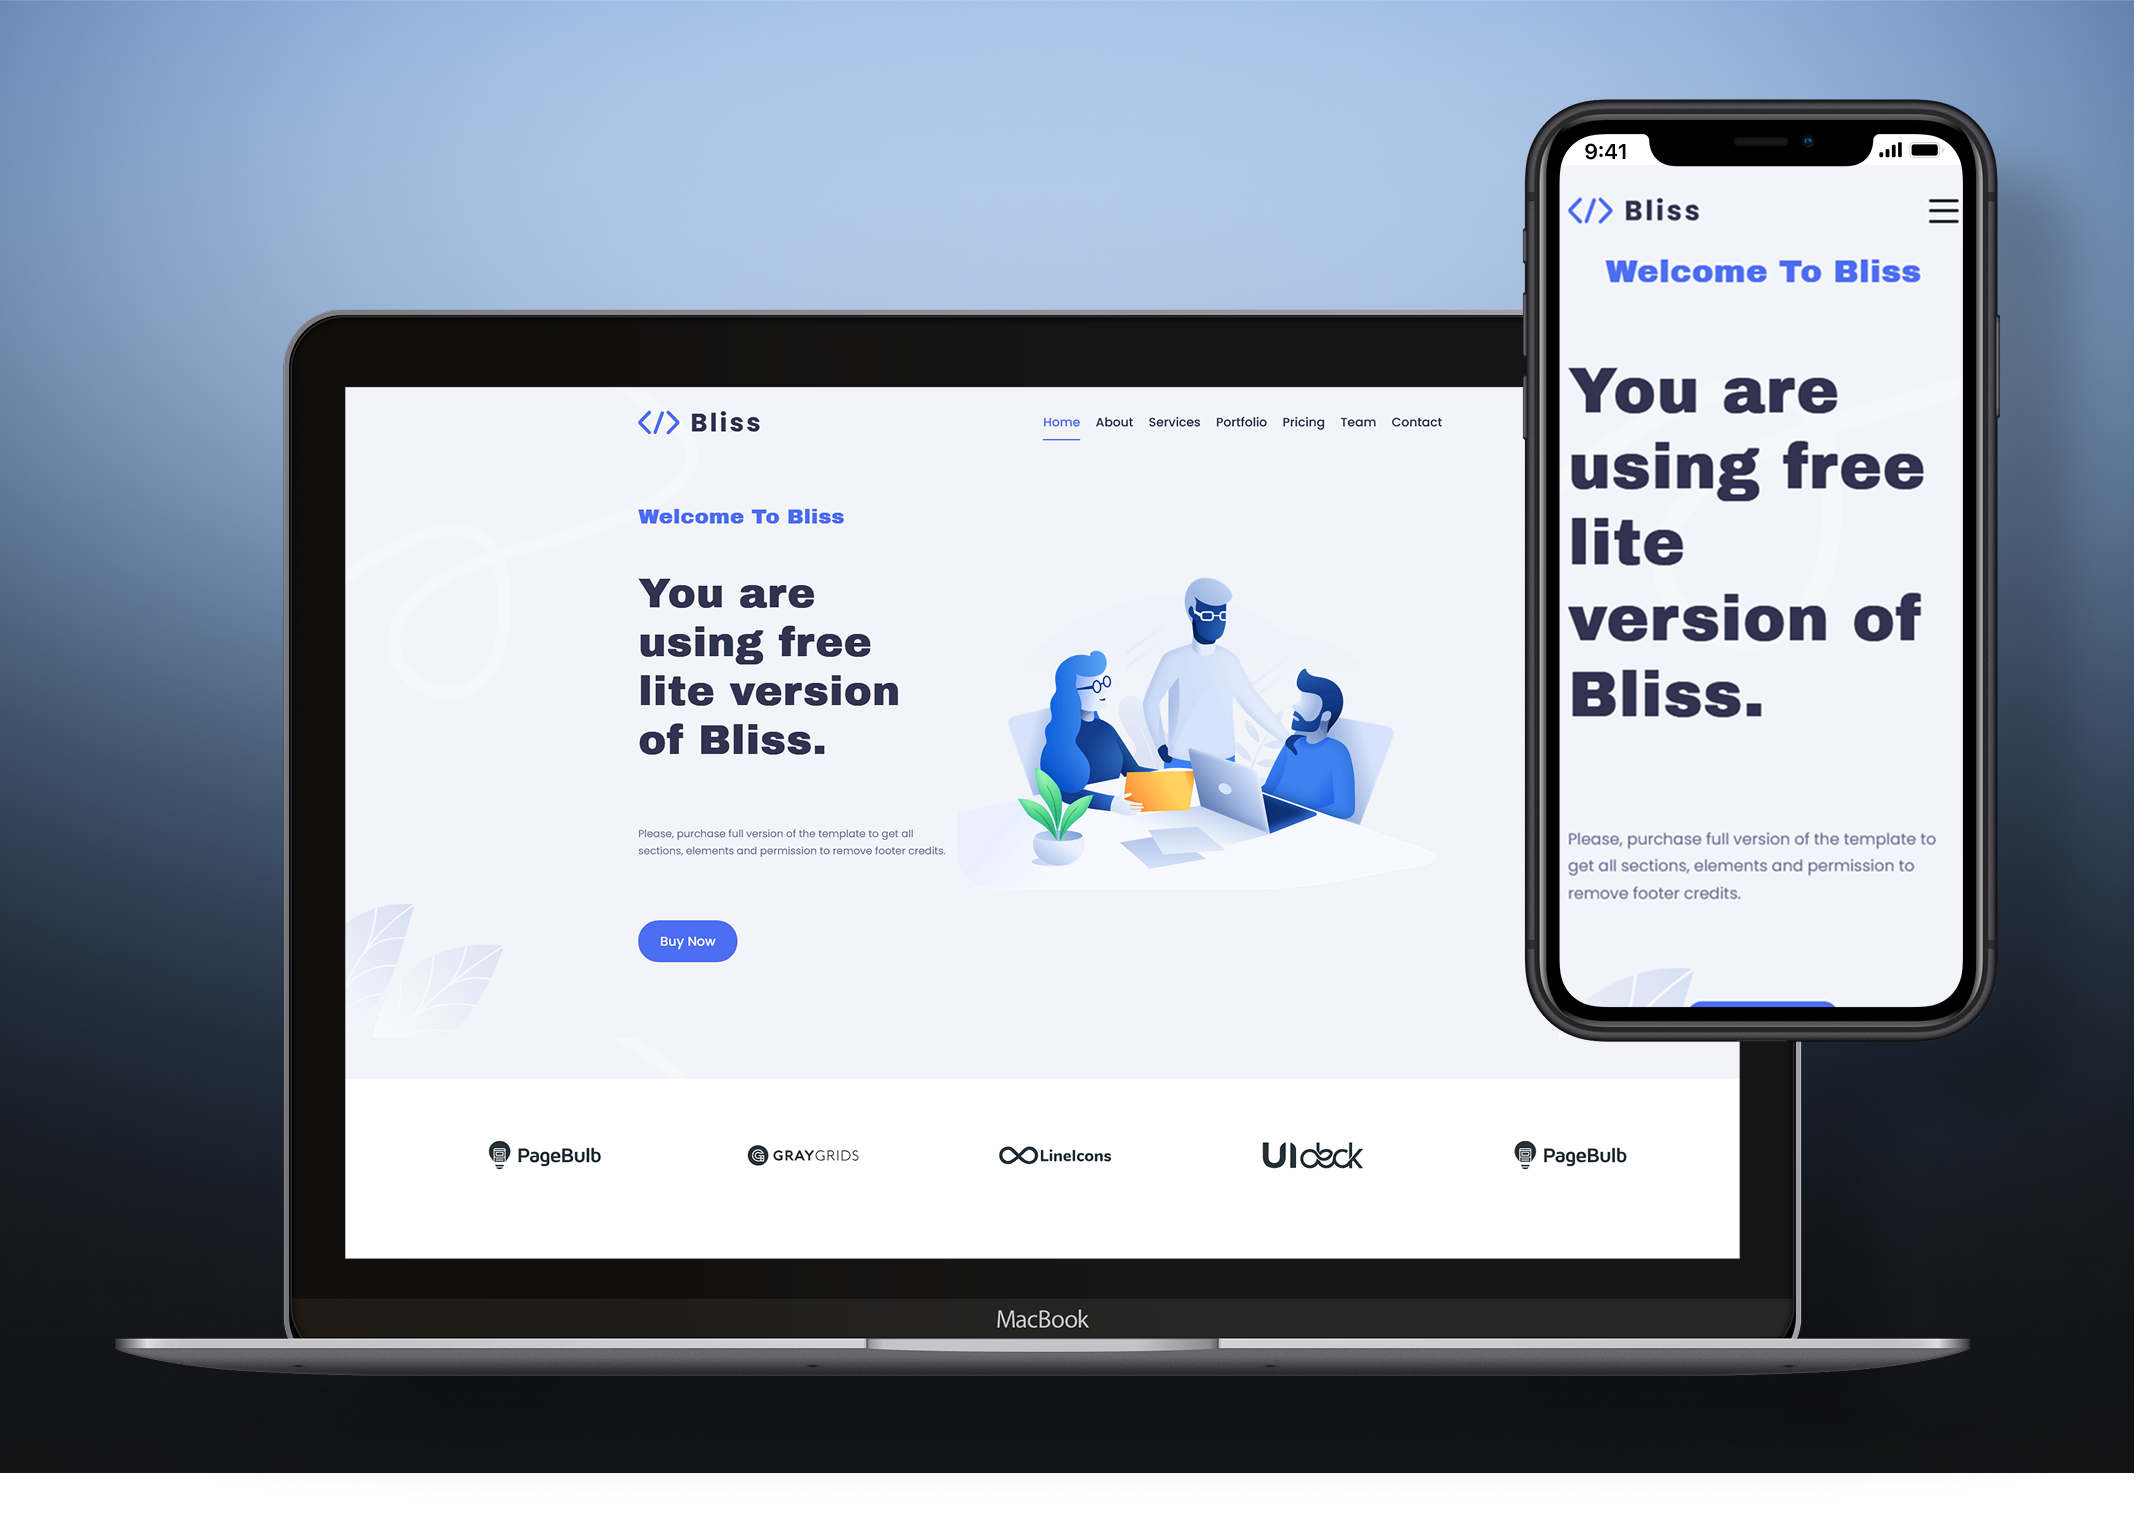 </> Bliss
Home About Services Portfolio Pricing Team Contact
Welcome To Bliss
You are
using free
lite version
of Bliss.
Please, purchase full version of the template to get all
sections, elements and permission to remove footer credits.
Buy Now
PageBulb GRAYGRIDS LineIcons UIdeck PageBulb
MacBook
9:41
</> Bliss
Welcome To Bliss
You are
using free
lite
version of
Bliss.
Please, purchase full version of the template to
get all sections, elements and permission to
remove footer credits.